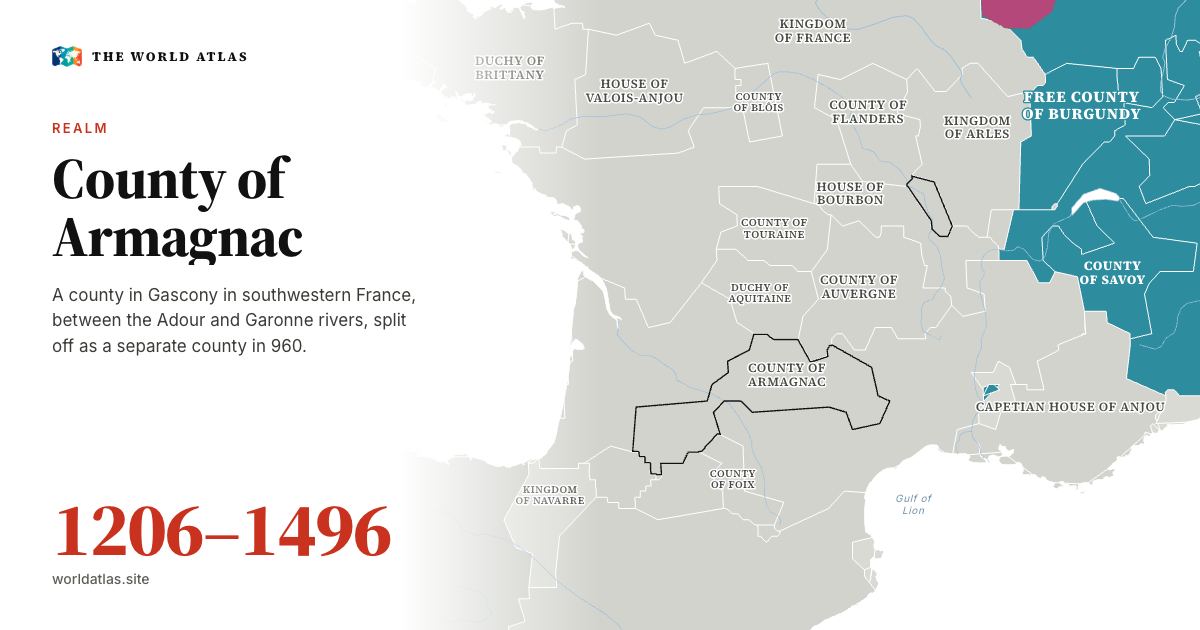 THE WORLD ATLAS
REALM
County of
Armagnac
A county in Gascony in southwestern France,
between the Adour and Garonne rivers, split
off as a separate county in 960.
1206–1496
worldatlas.site
KINGDOM
OF FRANCE
DUCHY OF
BRITTANY
HOUSE OF
VALOIS-ANJOU
COUNTY
OF BLÖIS
COUNTY OF
FLANDERS
KINGDOM
OF ARLES
FREE COUNTY
OF BURGUNDY
HOUSE OF
BOURBON
COUNTY OF
TOURAINE
COUNTY
OF SAVOY
DUCHY OF
AQUITAINE
COUNTY OF
AUVERGNE
COUNTY OF
ARMAGNAC
CAPETIAN HOUSE OF ANJOU
COUNTY
OF FOIX
KINGDOM
OF NAVARRE
Gulf of
Lion